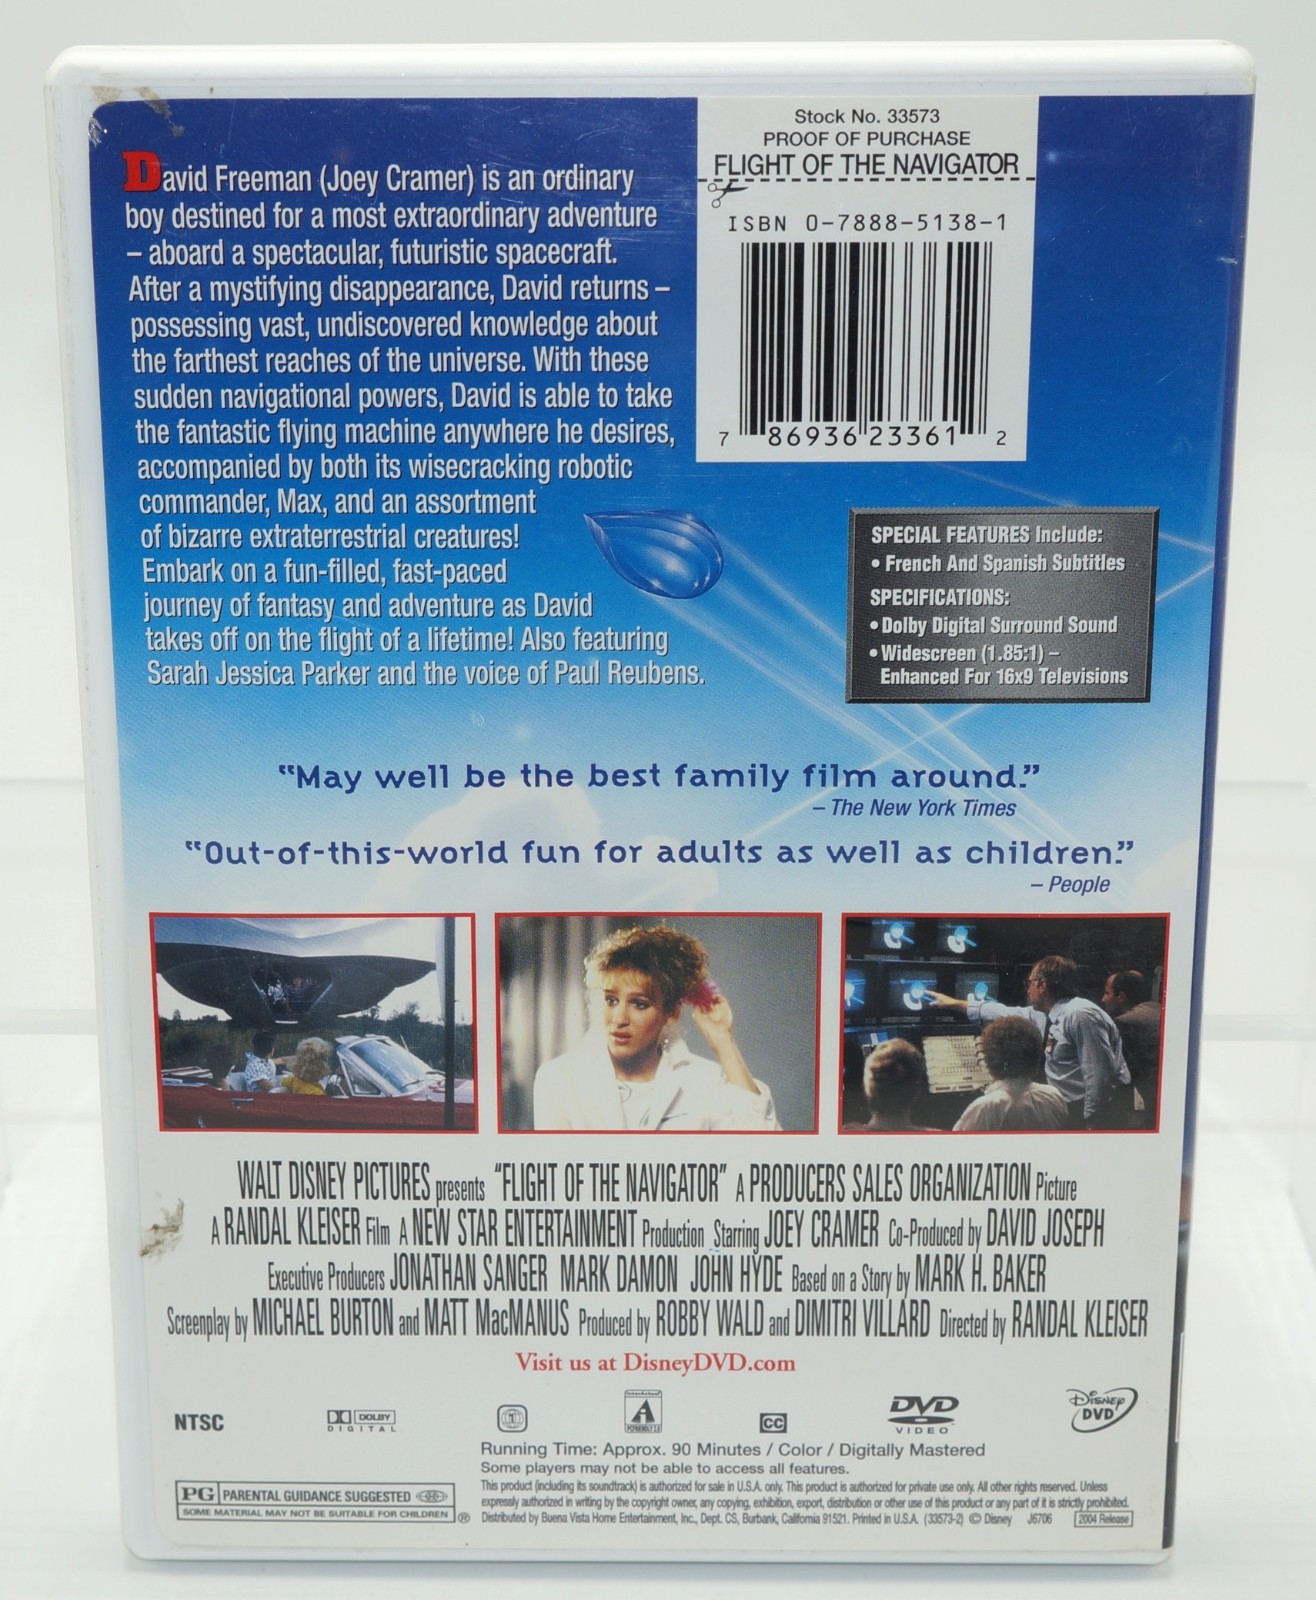 David Freeman (Joey Cramer) is an ordinary
boy destined for a most extraordinary adventure
– aboard a spectacular, futuristic spacecraft.
After a mystifying disappearance, David returns –
possessing vast, undiscovered knowledge about
the farthest reaches of the universe. With these
sudden navigational powers, David is able to take
the fantastic flying machine anywhere he desires,
accompanied by both its wisecracking robotic
commander, Max, and an assortment
of bizarre extraterrestrial creatures!
Embark on a fun-filled, fast-paced
journey of fantasy and adventure as David
takes off on the flight of a lifetime! Also featuring
Sarah Jessica Parker and the voice of Paul Reubens.
Stock No. 33573
PROOF OF PURCHASE
FLIGHT OF THE NAVIGATOR
ISBN 0-7888-5138-1
7 86936 23361 2
SPECIAL FEATURES Include:
• French And Spanish Subtitles
SPECIFICATIONS:
• Dolby Digital Surround Sound
• Widescreen (1.85:1) –
Enhanced For 16x9 Televisions
“May well be the best family film around.”
– The New York Times
“Out-of-this-world fun for adults as well as children.”
– People
WALT DISNEY PICTURES presents “FLIGHT OF THE NAVIGATOR” A PRODUCERS SALES ORGANIZATION Picture
A RANDAL KLEISER Film A NEW STAR ENTERTAINMENT Production Starring JOEY CRAMER Co-Produced by DAVID JOSEPH
Executive Producers JONATHAN SANGER MARK DAMON JOHN HYDE Based on a Story by MARK H. BAKER
Screenplay by MICHAEL BURTON and MATT MacMANUS Produced by ROBBY WALD and DIMITRI VILLARD Directed by RANDAL KLEISER
Visit us at DisneyDVD.com
NTSC
DOLBY
DIGITAL
1
InterActual
CC
DVD
VIDEO
Disney
DVD
Running Time: Approx. 90 Minutes / Color / Digitally Mastered
Some players may not be able to access all features.
PG PARENTAL GUIDANCE SUGGESTED
SOME MATERIAL MAY NOT BE SUITABLE FOR CHILDREN ®
This product (including its soundtrack) is authorized for sale in U.S.A. only. This product is authorized for private use only. All other rights reserved. Unless
expressly authorized in writing by the copyright owner, any copying, exhibition, export, distribution or other use of this product or any part of it is strictly prohibited.
Distributed by Buena Vista Home Entertainment, Inc., Dept. CS, Burbank, California 91521. Printed in U.S.A. (33573-2) © Disney J6706 2004 Release